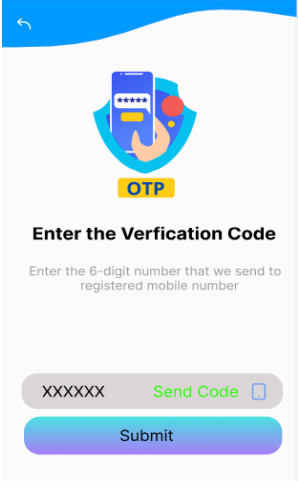 *****
OTP
Enter the Verfication Code
Enter the 6-digit number that we send to
registered mobile number
XXXXXX Send Code
Submit